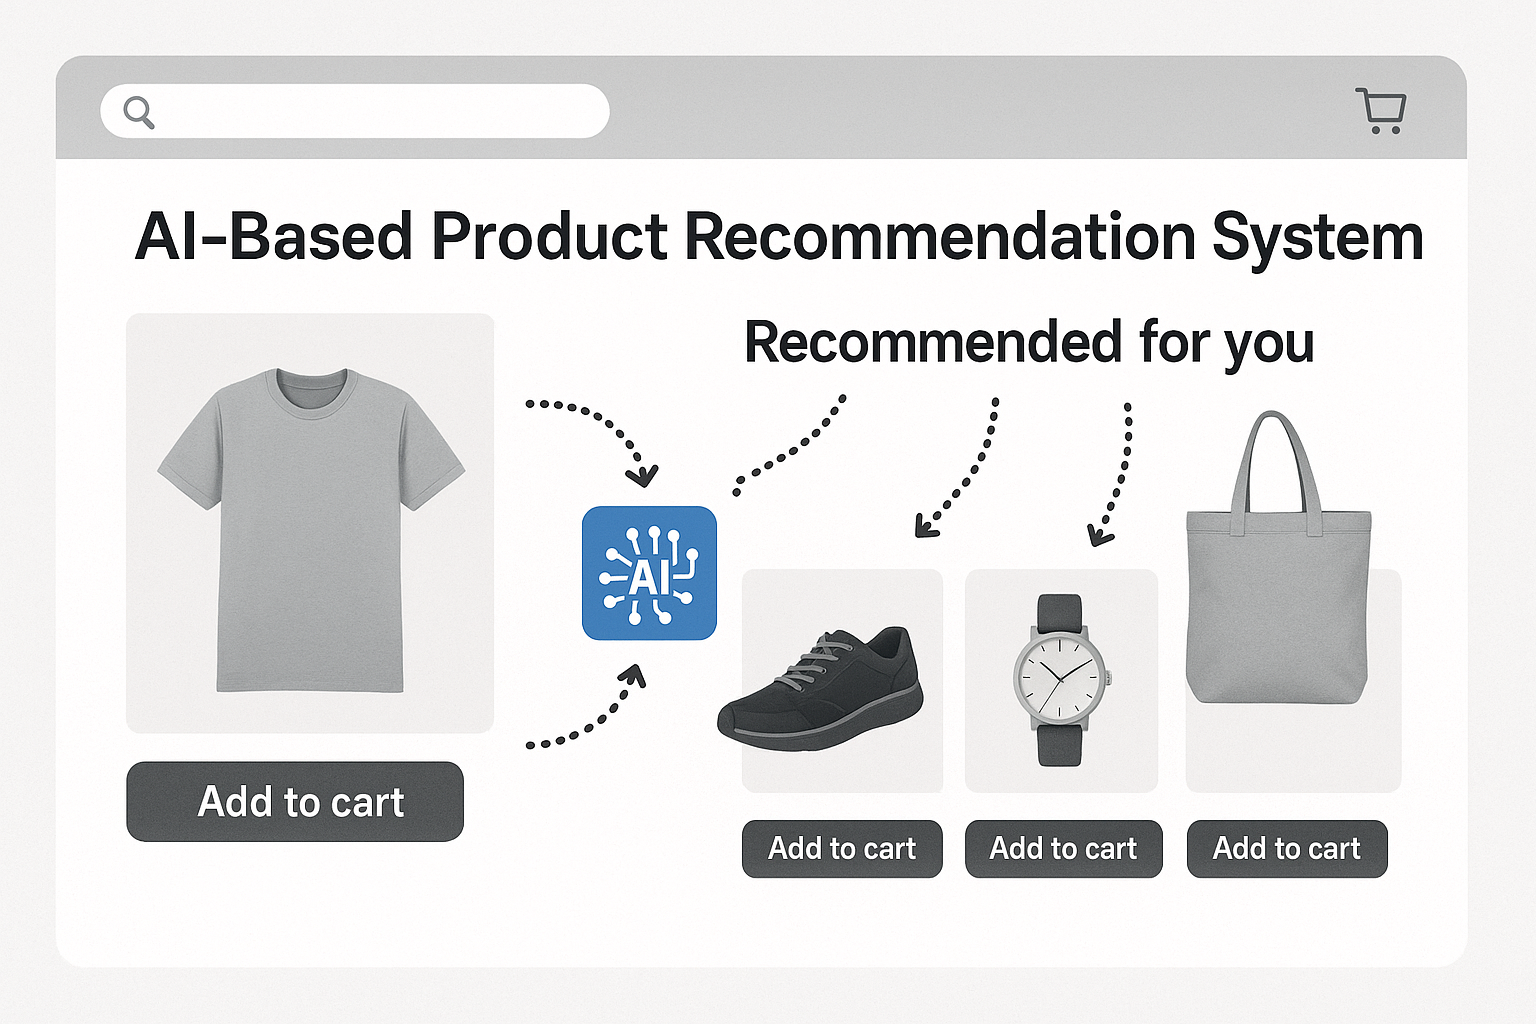 AI-Based Product Recommendation System
Recommended for you
AI
Add to cart
Add to cart
Add to cart
Add to cart